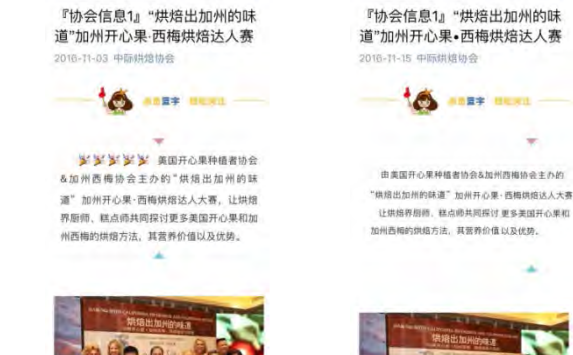 『协会信息1』“烘焙出加州的味
道”加州开心果·西梅烘焙达人赛
2016-11-03 中际烘焙协会
点击蓝字 轻松关注
美国开心果种植者协会
&加州西梅协会主办的“烘焙出加州的味
道” 加州开心果·西梅烘焙达人大赛，让烘焙
界厨师、糕点师共同探讨更多美国开心果和加
州西梅的烘焙方法、其营养价值以及优势。
烘焙出加州的味道
『协会信息1』“烘焙出加州的味
道”加州开心果•西梅烘焙达人赛
2016-11-15 中际烘焙协会
点击蓝字 轻松关注
由美国开心果种植者协会&加州西梅协会主办的
“烘焙出加州的味道” 加州开心果·西梅烘焙达人大赛
让烘焙界厨师、糕点师共同探讨更多美国开心果和
加州西梅的烘焙方法、其营养价值以及优势。
烘焙出加州的味道